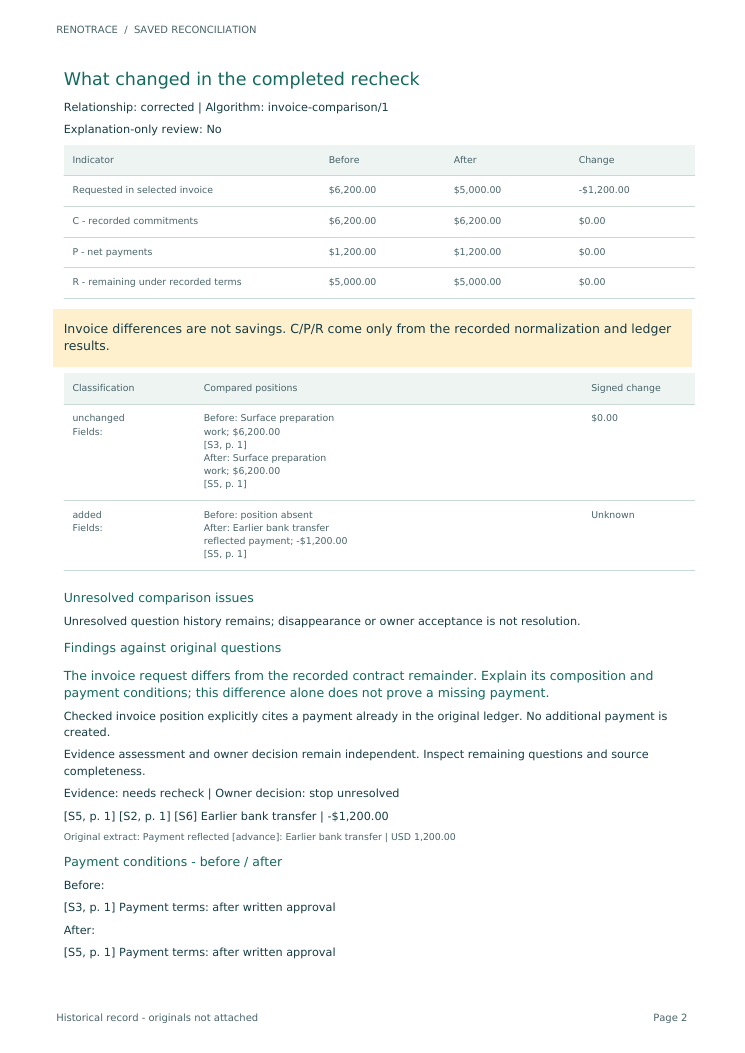 RENOTRACE / SAVED RECONCILIATION
What changed in the completed recheck
Relationship: corrected | Algorithm: invoice-comparison/1
Explanation-only review: No
Indicator Before After Change
Requested in selected invoice $6,200.00 $5,000.00 -$1,200.00
C - recorded commitments $6,200.00 $6,200.00 $0.00
P - net payments $1,200.00 $1,200.00 $0.00
R - remaining under recorded terms $5,000.00 $5,000.00 $0.00
Invoice differences are not savings. C/P/R come only from the recorded normalization and ledger
results.
Classification Compared positions Signed change
unchanged Before: Surface preparation $0.00
Fields: work; $6,200.00
[S3, p. 1]
After: Surface preparation
work; $6,200.00
[S5, p. 1]
added Before: position absent Unknown
Fields: After: Earlier bank transfer
reflected payment; -$1,200.00
[S5, p. 1]
Unresolved comparison issues
Unresolved question history remains; disappearance or owner acceptance is not resolution.
Findings against original questions
The invoice request differs from the recorded contract remainder. Explain its composition and
payment conditions; this difference alone does not prove a missing payment.
Checked invoice position explicitly cites a payment already in the original ledger. No additional payment is
created.
Evidence assessment and owner decision remain independent. Inspect remaining questions and source
completeness.
Evidence: needs recheck | Owner decision: stop unresolved
[S5, p. 1] [S2, p. 1] [S6] Earlier bank transfer | -$1,200.00
Original extract: Payment reflected [advance]: Earlier bank transfer | USD 1,200.00
Payment conditions - before / after
Before:
[S3, p. 1] Payment terms: after written approval
After:
[S5, p. 1] Payment terms: after written approval
Historical record - originals not attached Page 2